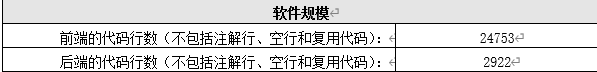 软件规模
前端的代码行数（不包括注解行、空行和复用代码）： 24753
后端的代码行数（不包括注解行、空行和复用代码）： 2922